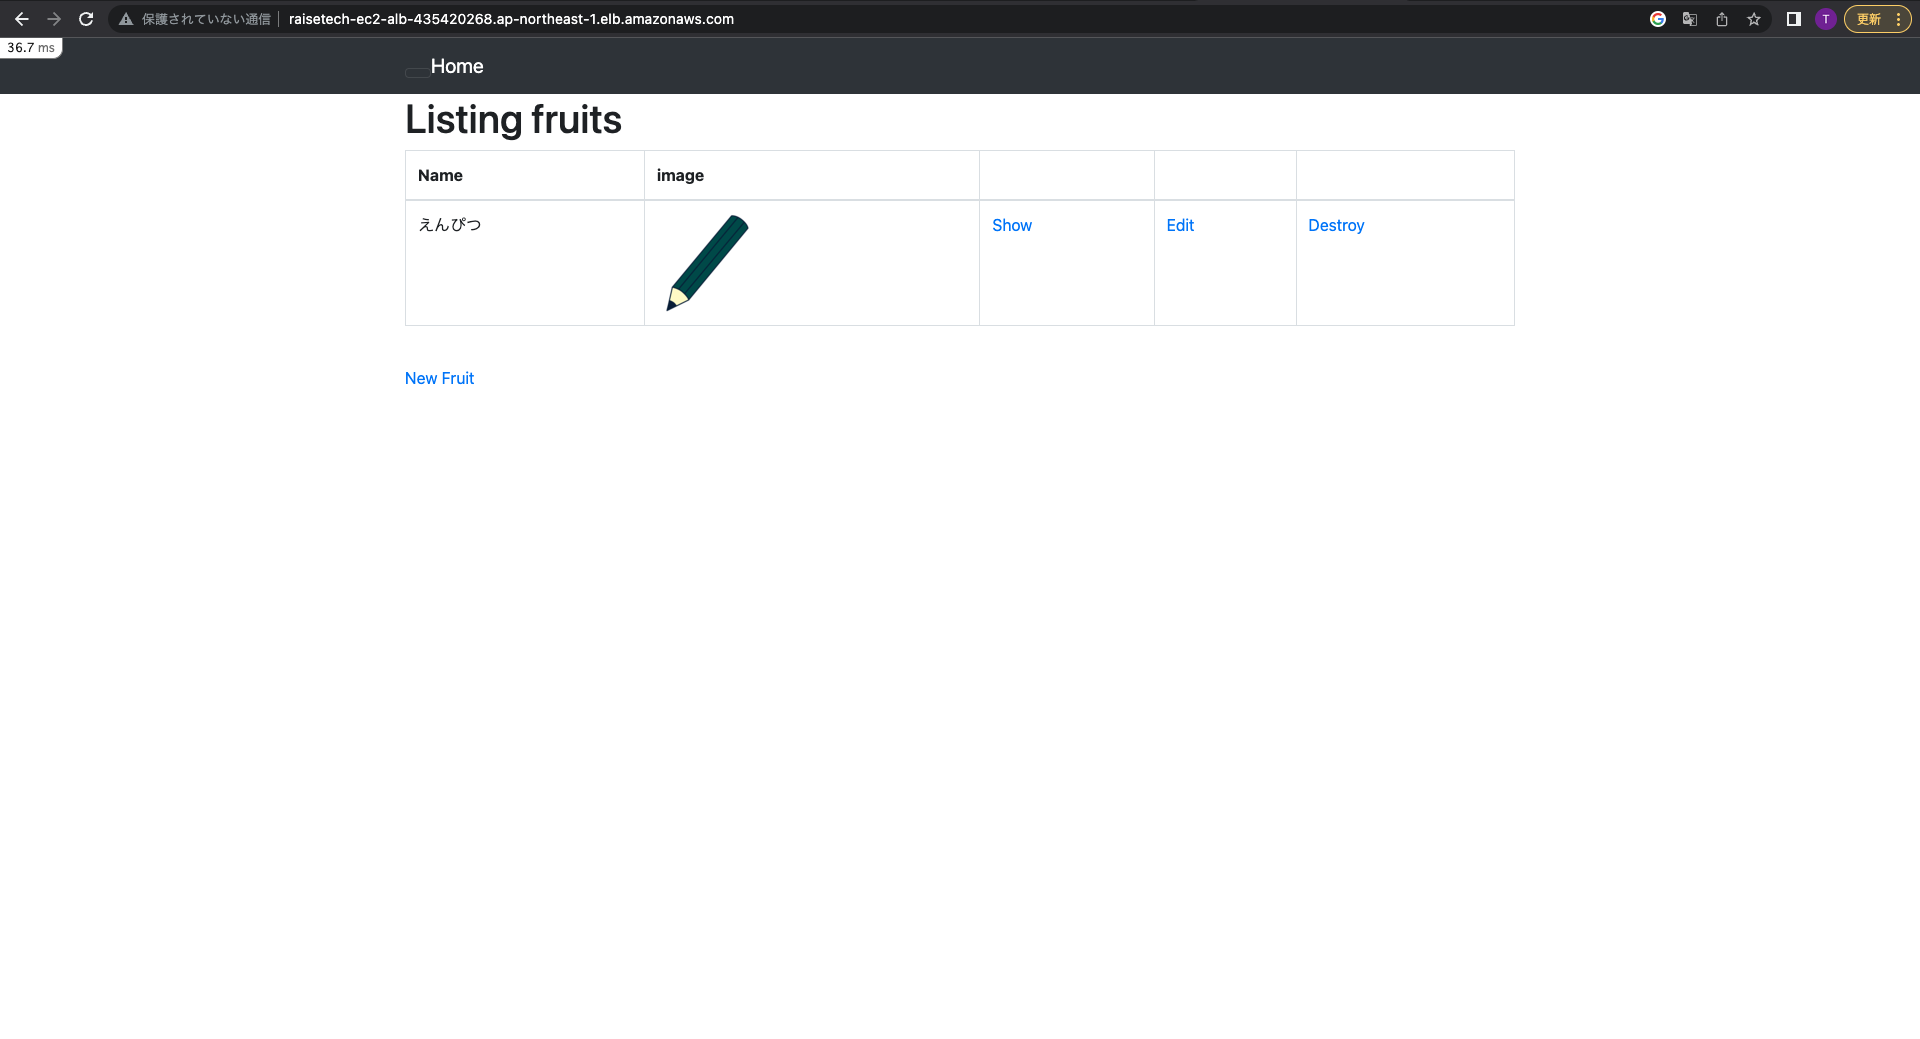 保護されていない通信 raisetech-ec2-alb-435420268.ap-northeast-1.elb.amazonaws.com T 更新
36.7 ms
Home
Listing fruits
Name image
えんぴつ Show Edit Destroy
New Fruit